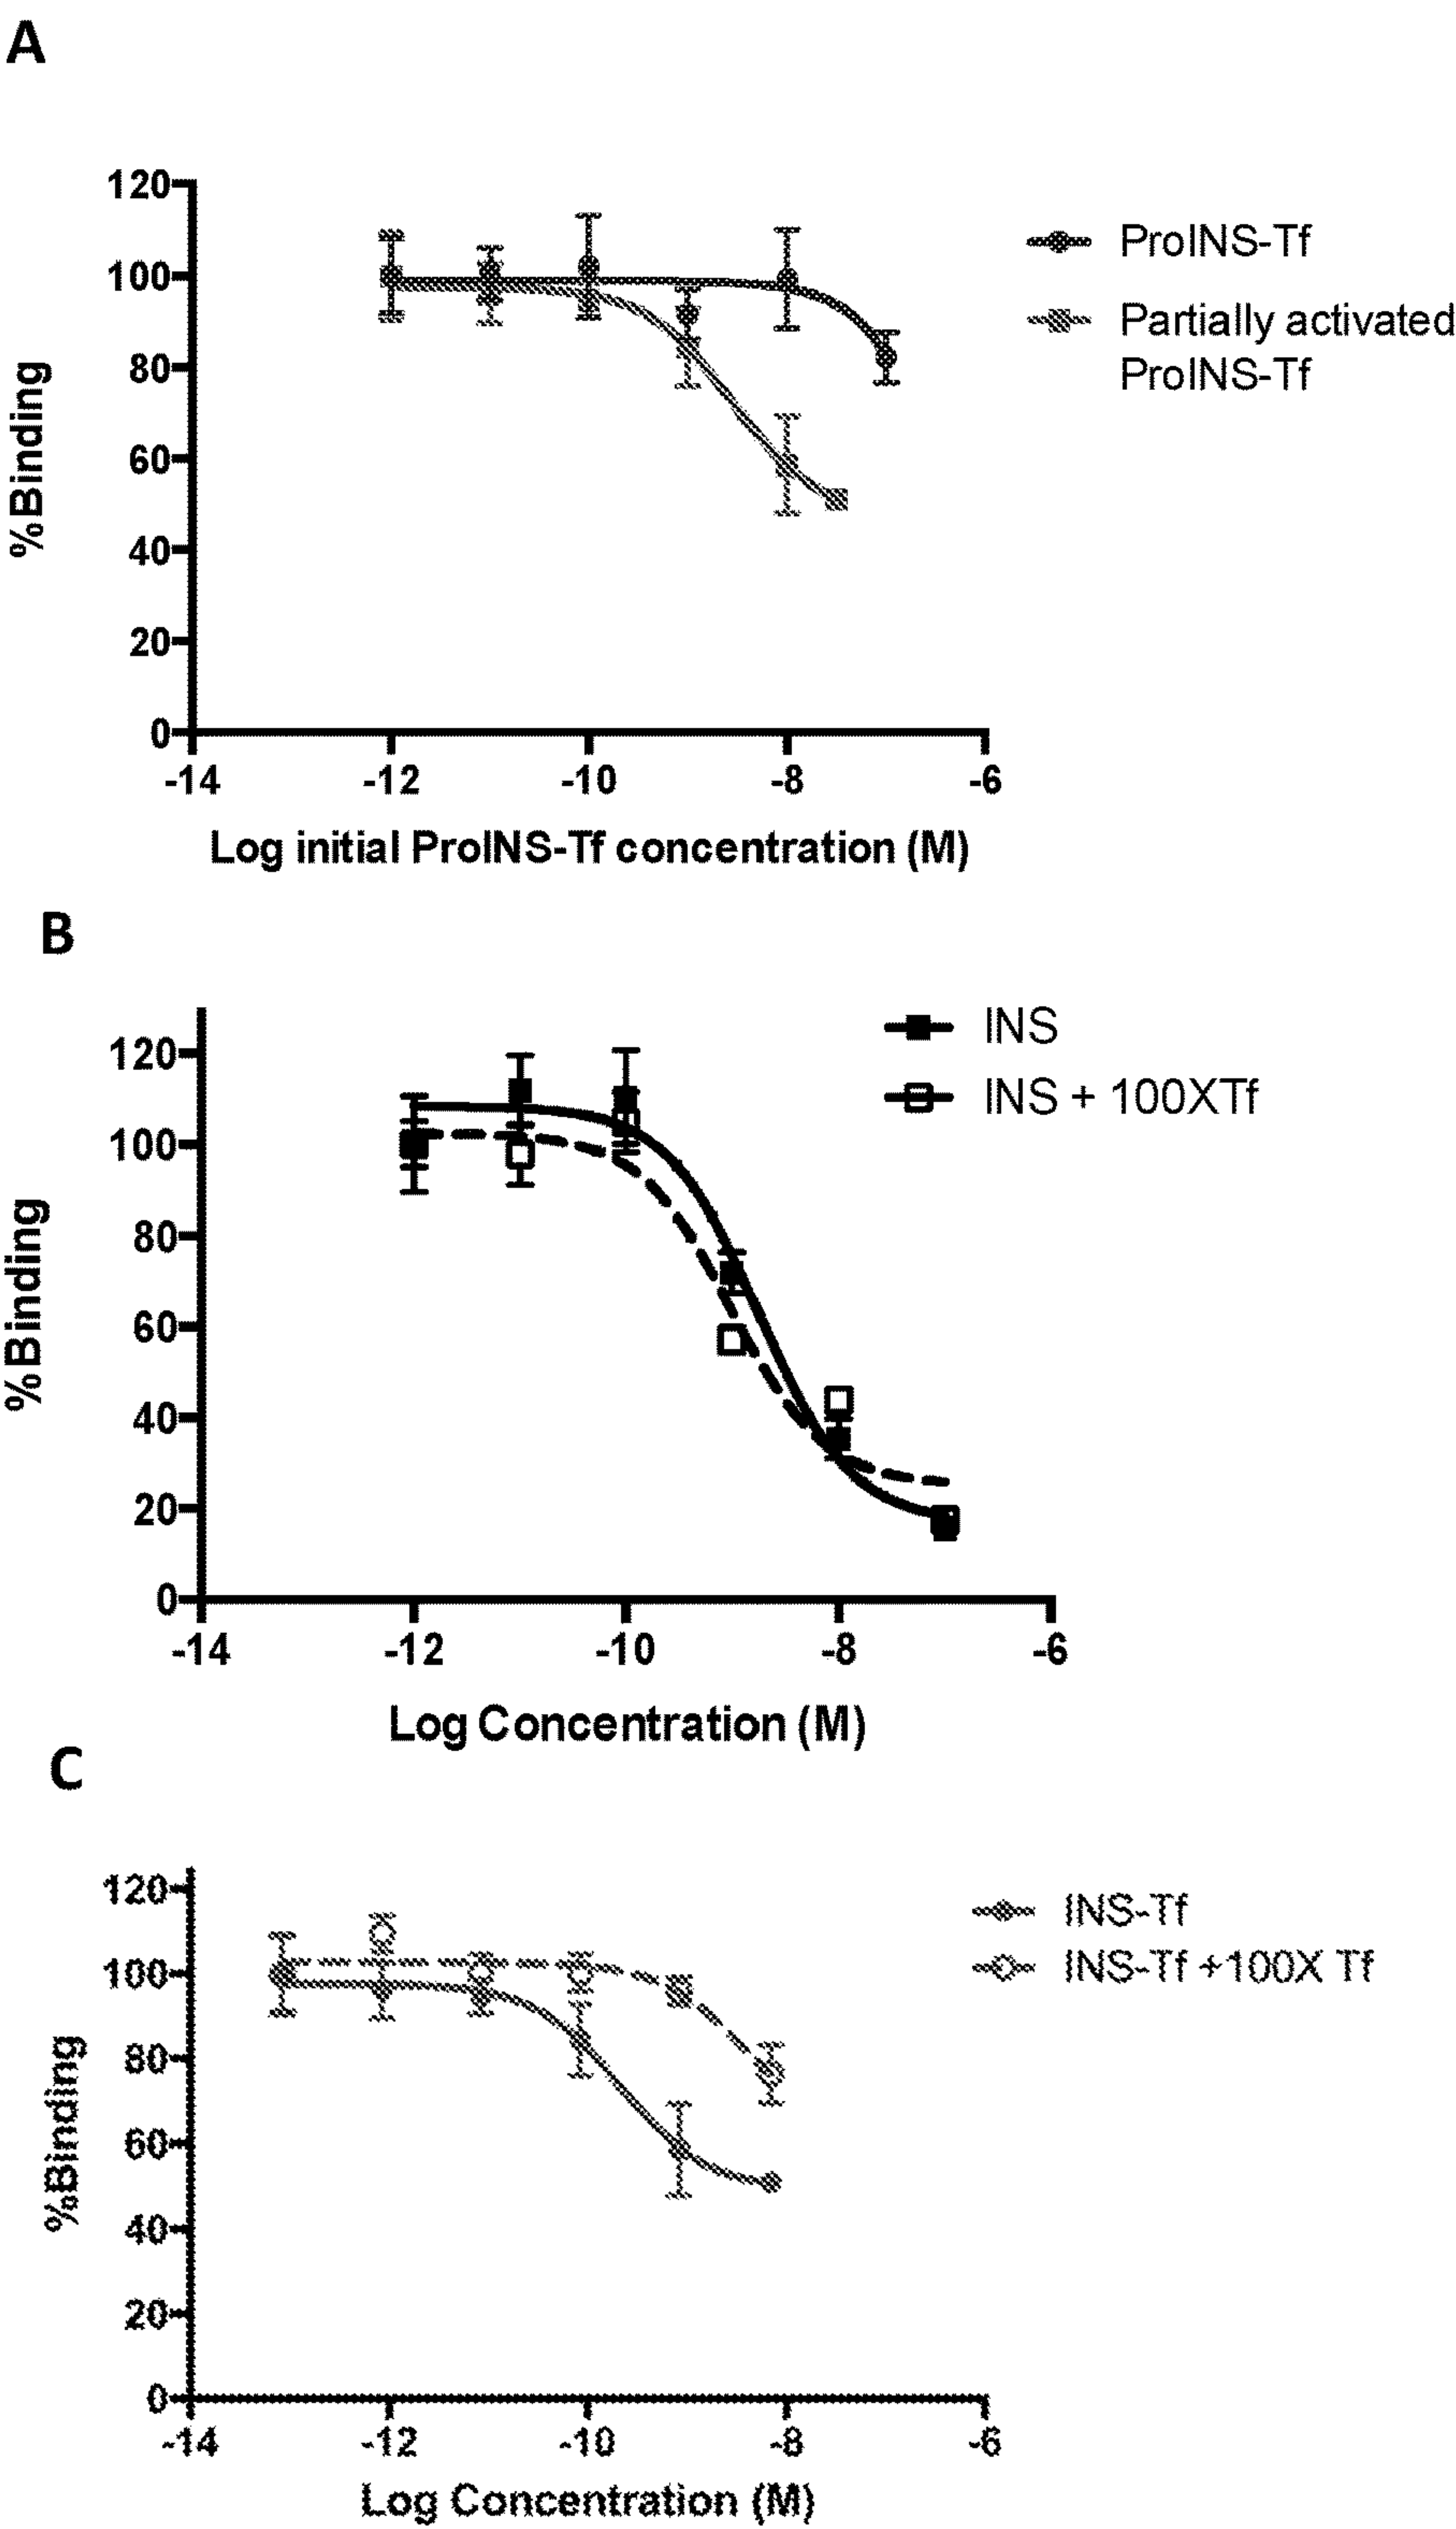 A
120
100
80
60
40
20
0
-14 -12 -10 -8 -6
%Binding
Log initial ProINS-Tf concentration (M)
ProINS-Tf
Partially activated
ProINS-Tf
B
120
100
80
60
40
20
0
-14 -12 -10 -8 -6
%Binding
Log Concentration (M)
INS
INS + 100XTf
C
120
100
80
60
40
20
0
-14 -12 -10 -8 -6
%Binding
Log Concentration (M)
INS-Tf
INS-Tf +100X Tf